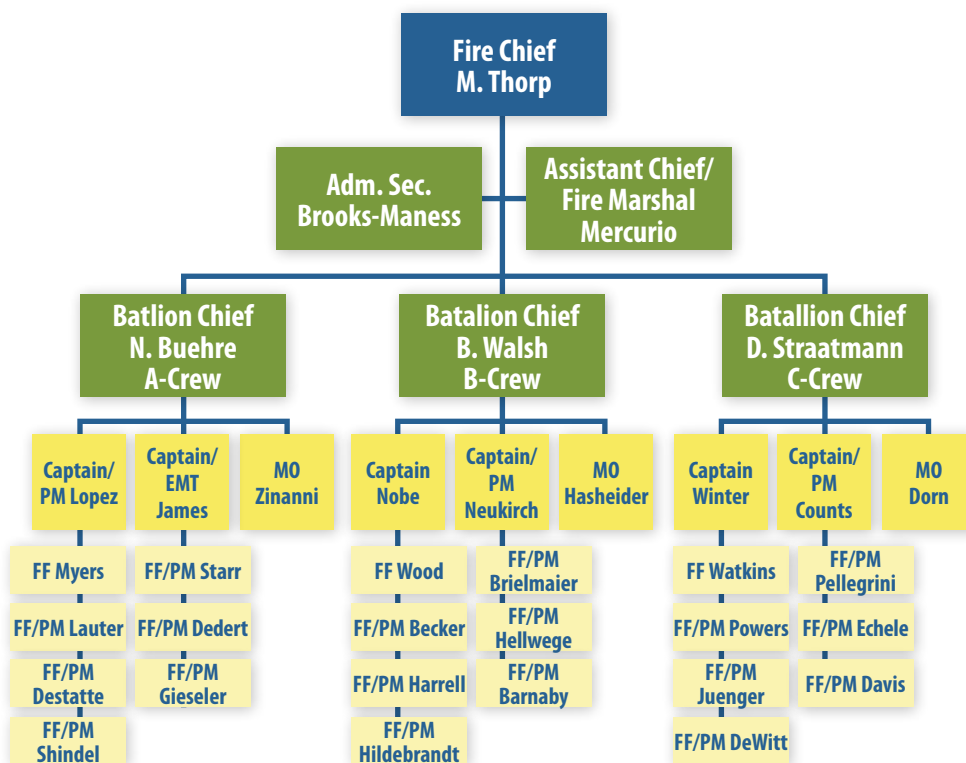 Fire Chief
M. Thorp
Adm. Sec.
Brooks-Maness
Assistant Chief/
Fire Marshal
Mercurio
Batlion Chief
N. Buehre
A-Crew
Batalion Chief
B. Walsh
B-Crew
Batallion Chief
D. Straatmann
C-Crew
Captain/
PM Lopez
Captain/
EMT
James
MO
Zinanni
Captain
Nobe
Captain/
PM
Neukirch
MO
Hasheider
Captain
Winter
Captain/
PM
Counts
MO
Dorn
FF Myers
FF/PM Lauter
FF/PM
Destatte
FF/PM
Shindel
FF/PM Starr
FF/PM Dedert
FF/PM
Gieseler
FF Wood
FF/PM Becker
FF/PM Harrell
FF/PM
Hildebrandt
FF/PM
Brielmaier
FF/PM
Hellwege
FF/PM
Barnaby
FF Watkins
FF/PM Powers
FF/PM
Juenger
FF/PM DeWitt
FF/PM
Pellegrini
FF/PM Echele
FF/PM Davis